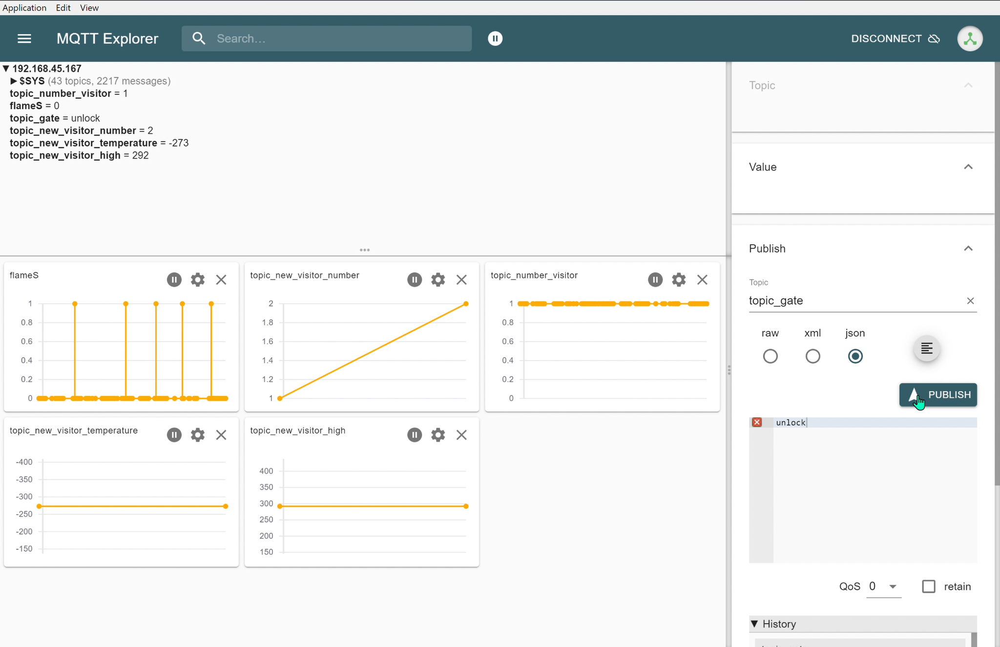 Application Edit View
MQTT Explorer Search... DISCONNECT
▼ 192.168.45.167
▶ $SYS (43 topics, 2217 messages)
topic_number_visitor = 1
flameS = 0
topic_gate = unlock
topic_new_visitor_number = 2
topic_new_visitor_temperature = -273
topic_new_visitor_high = 292
flameS
1
0.8
0.6
0.4
0.2
0
topic_new_visitor_number
2
1.8
1.6
1.4
1.2
1
topic_number_visitor
1
0.8
0.6
0.4
0.2
0
topic_new_visitor_temperature
-400
-350
-300
-250
-200
-150
topic_new_visitor_high
400
350
300
250
200
150
Topic
Value
Publish
Topic
topic_gate
raw xml json
PUBLISH
unlock
QoS 0 retain
▼ History